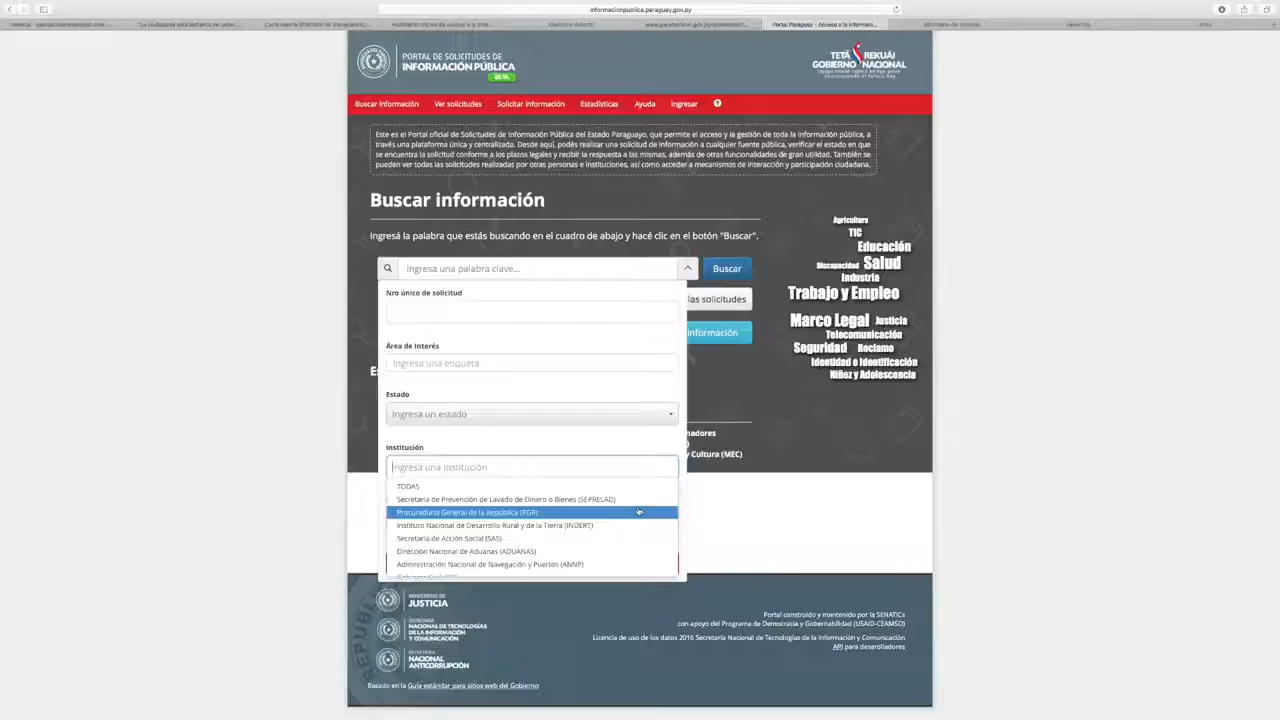 informacionpublica.paraguay.gov.py
Portal Paraguay - Acceso a la Informaci...
PORTAL DE SOLICITUDES DE
INFORMACIÓN PÚBLICA
BETA
TETÃ REKUÁI
GOBIERNO NACIONAL
Buscar información Ver solicitudes Solicitar información Estadísticas Ayuda Ingresar
Este es el Portal oficial de Solicitudes de Información Pública del Estado Paraguayo, que permite el acceso y la gestión de toda la información pública, a
través una plataforma única y centralizada. Desde aquí, podés realizar una solicitud de información a cualquier fuente pública, verificar el estado en que
se encuentra la solicitud conforme a los plazos legales y recibir la respuesta a las mismas, además de otras funcionalidades de gran utilidad. También se
pueden ver todas las solicitudes realizadas por otras personas e instituciones, así como acceder a mecanismos de interacción y participación ciudadana.
Buscar información
Ingresá la palabra que estás buscando en el cuadro de abajo y hacé clic en el botón "Buscar".
Ingresa una palabra clave...
Buscar
Nro único de solicitud
las solicitudes
información
Área de Interés
Ingresa una etiqueta
Estado
Ingresa un estado
Institución
Ingresa una institución
TODAS
Secretaría de Prevención de Lavado de Dinero o Bienes (SEPRELAD)
Procuraduría General de la República (PGR)
Instituto Nacional de Desarrollo Rural y de la Tierra (INDERT)
Secretaría de Acción Social (SAS)
Dirección Nacional de Aduanas (ADUANAS)
Administración Nacional de Navegación y Puertos (ANNP)
nadores
y Cultura (MEC)
Agricultura
TIC
Educación
Discapacidad Salud
Industria
Trabajo y Empleo
Marco Legal Justicia
Telecomunicación
Seguridad Reclamo
Identidad e Identificación
Niñez y Adolescencia
MINISTERIO DE
JUSTICIA
SECRETARÍA
NACIONAL DE TECNOLOGÍAS
DE LA INFORMACIÓN
Y COMUNICACIÓN
SECRETARÍA
NACIONAL
ANTICORRUPCIÓN
Portal construído y mantenido por la SENATICs
con apoyo del Programa de Democracia y Gobernabilidad (USAID-CEAMSO)
Licencia de uso de los datos 2016 Secretaría Nacional de Tecnologías de la Información y Comunicación
API para desarolladores
Basado en la Guía estándar para sitios web del Gobierno